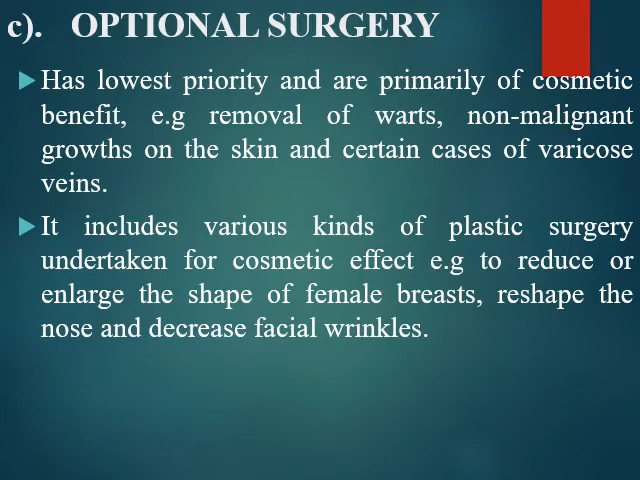 c). OPTIONAL SURGERY
Has lowest priority and are primarily of cosmetic
benefit, e.g removal of warts, non-malignant
growths on the skin and certain cases of varicose
veins.
It includes various kinds of plastic surgery
undertaken for cosmetic effect e.g to reduce or
enlarge the shape of female breasts, reshape the
nose and decrease facial wrinkles.